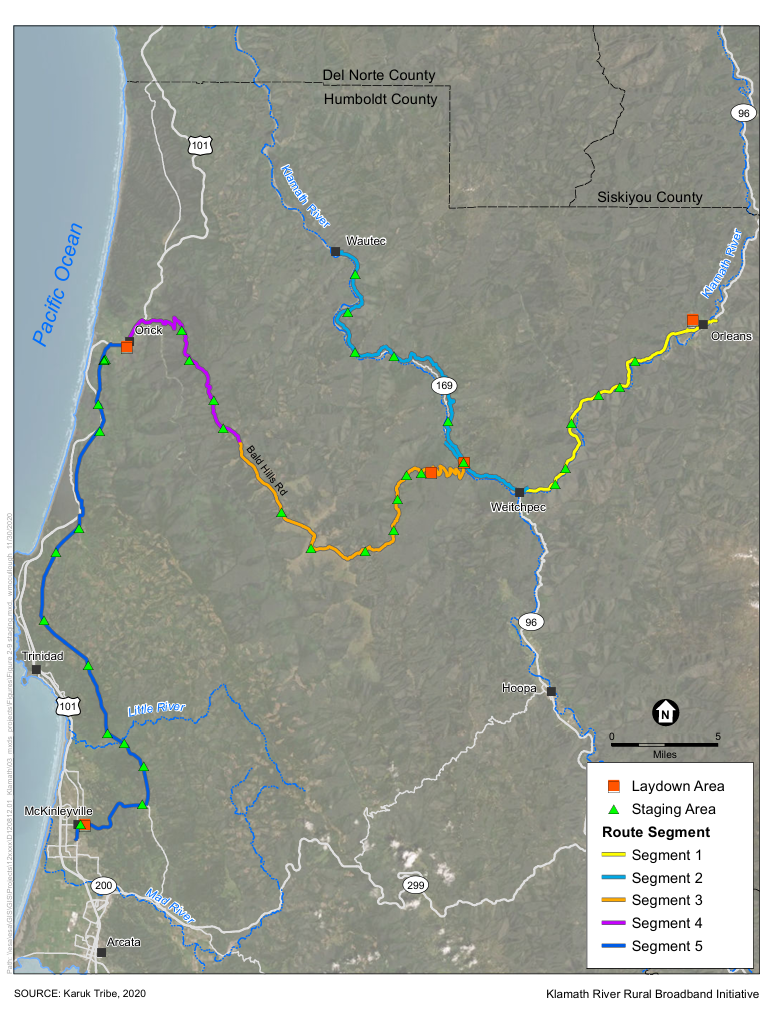 Del Norte County
Humboldt County
96
101
Siskiyou County
Klamath River
Pacific Ocean
Wautec
Klamath River
Orick
Orleans
169
Bald Hills Rd
Weitchpec
96
Trinidad
Hoopa
101
Little River
N
0 5
Miles
McKinleyville
200
299
Mad River
Arcata
Laydown Area
Staging Area
Route Segment
Segment 1
Segment 2
Segment 3
Segment 4
Segment 5
SOURCE: Karuk Tribe, 2020
Klamath River Rural Broadband Initiative